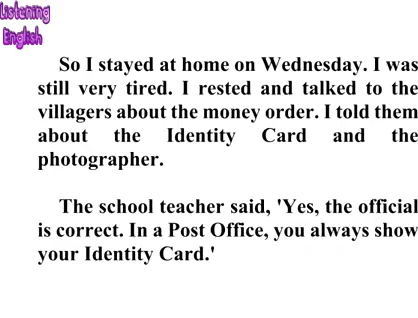 Listening
English
So I stayed at home on Wednesday. I was
still very tired. I rested and talked to the
villagers about the money order. I told them
about the Identity Card and the
photographer.
The school teacher said, 'Yes, the official
is correct. In a Post Office, you always show
your Identity Card.'